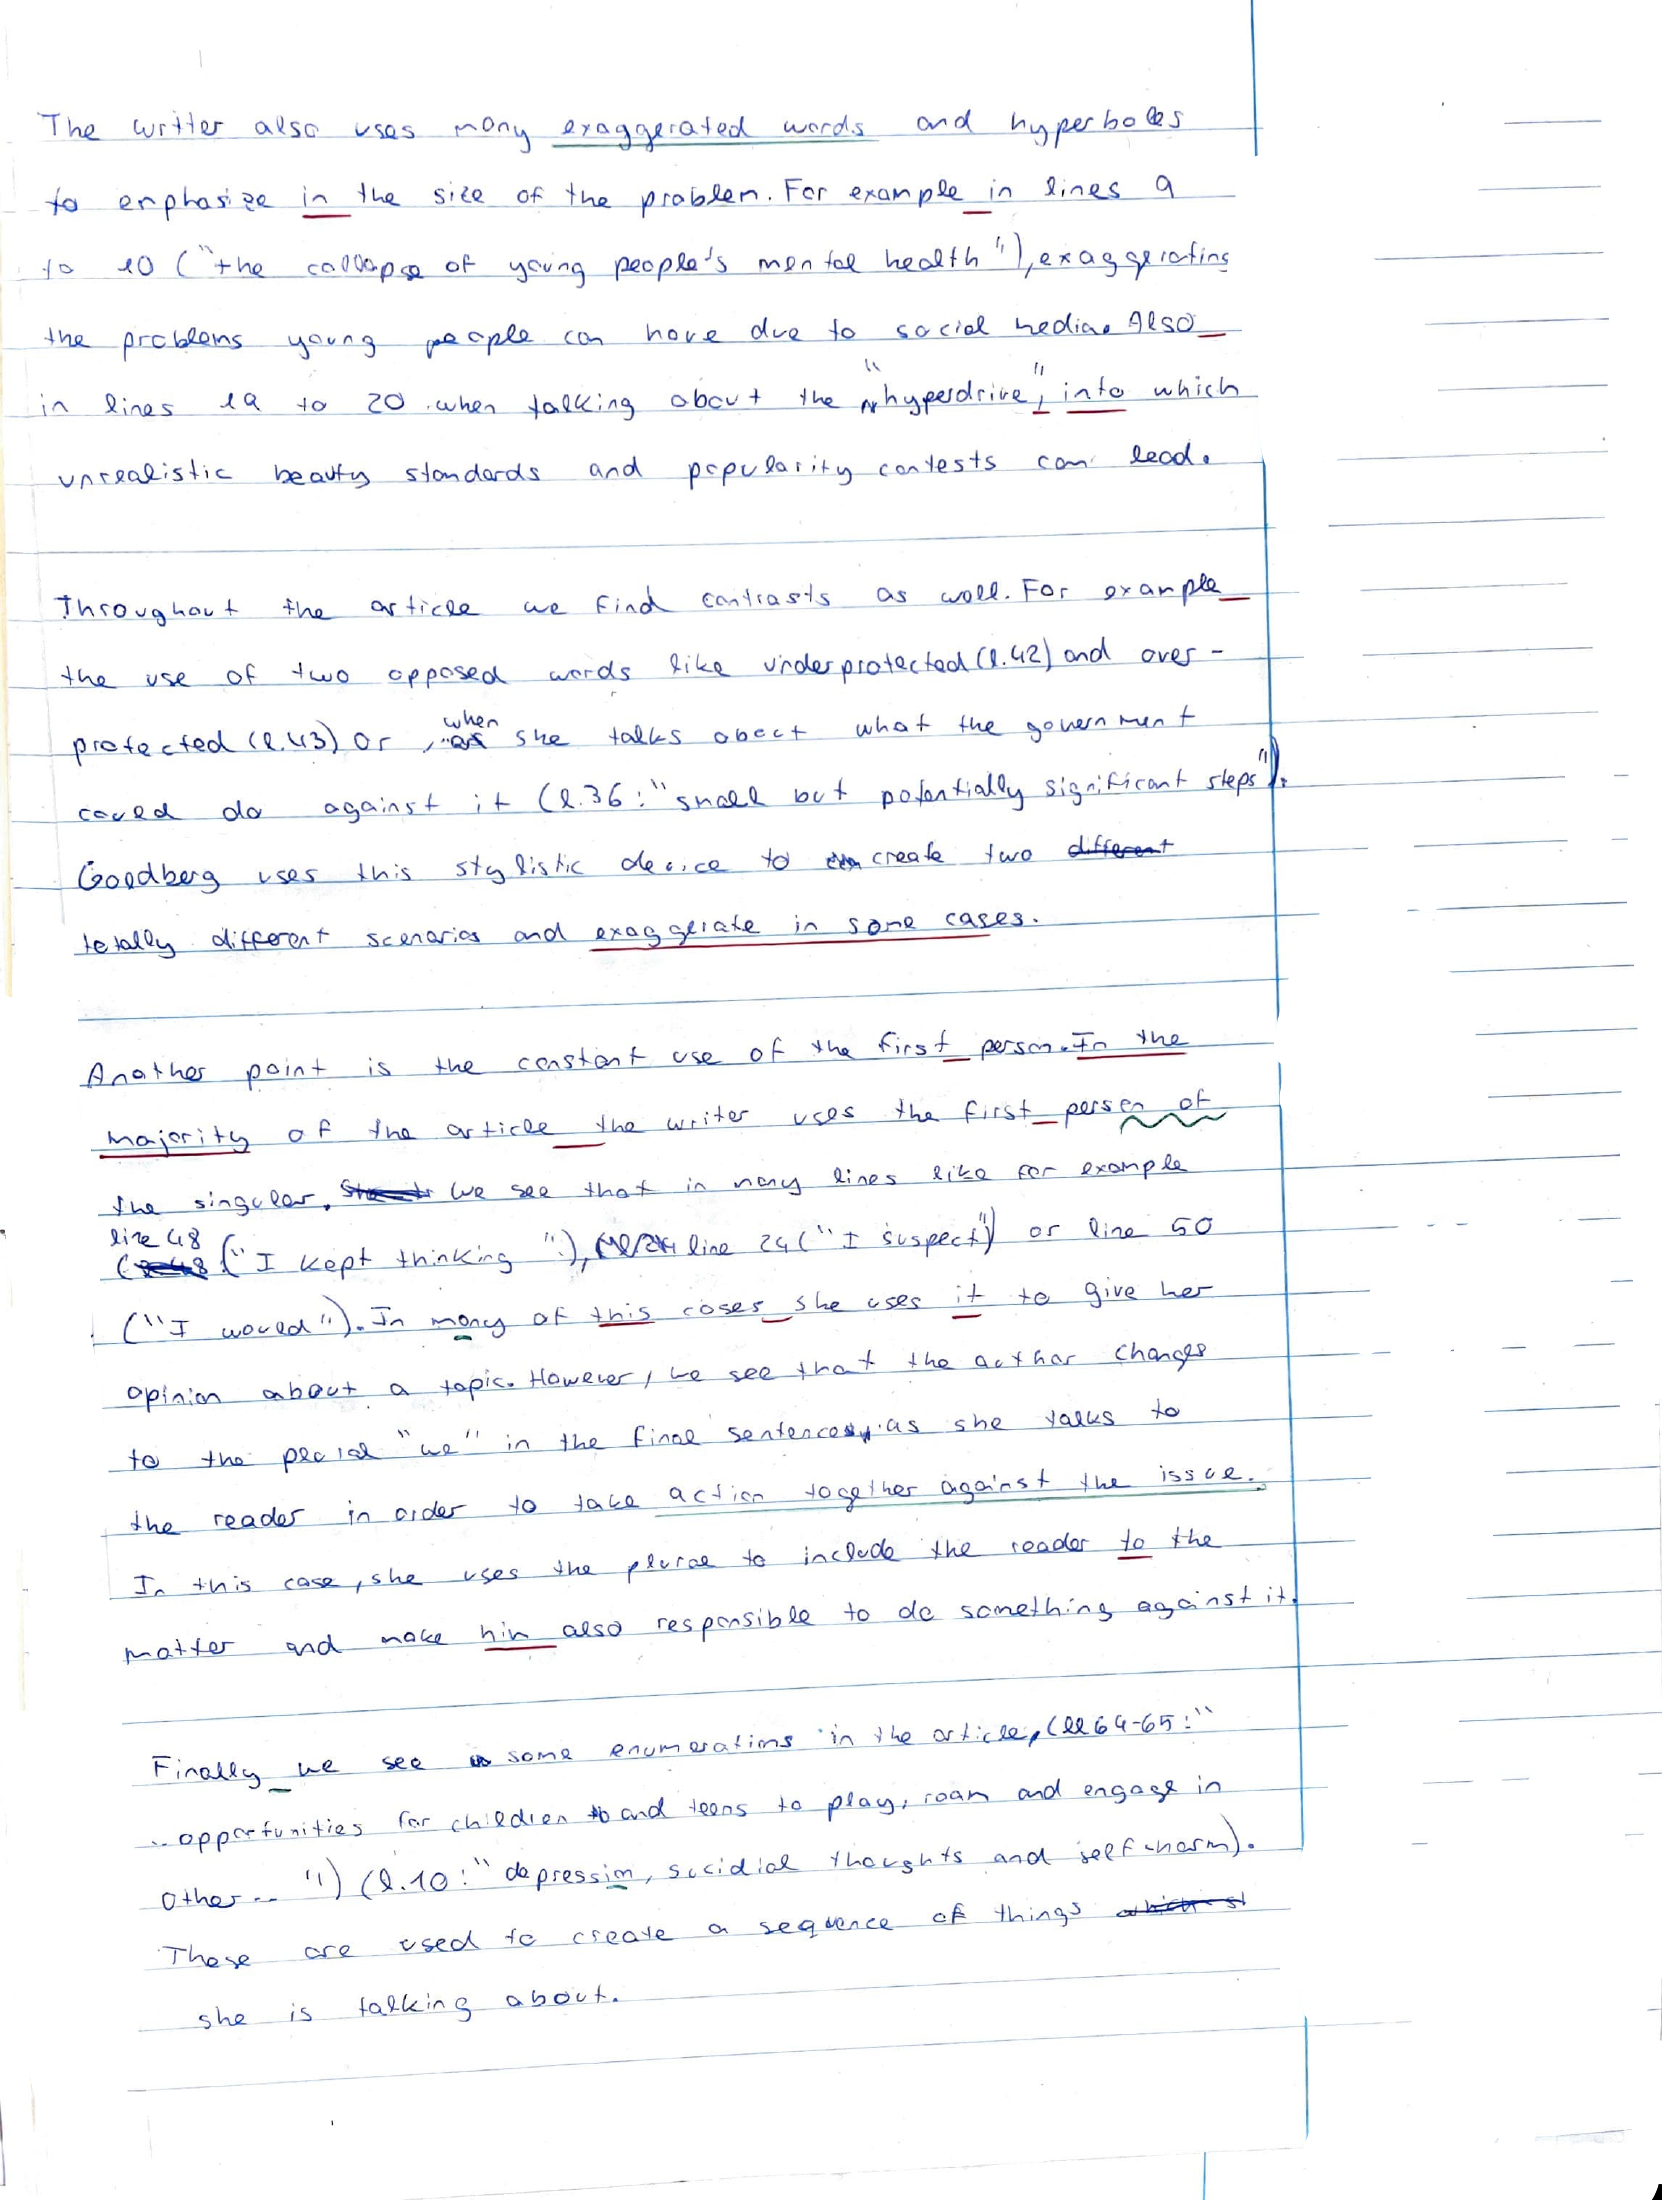 The writter also uses many exaggerated words and hyperboles
to enphasize in the size of the problem. For example in lines 9
to 10 ("the collapse of young people's mental health"), exaggerating
the problems young people can have due to social media. Also
in lines 19 to 20 when talking about the "hyperdrive", into which
unrealistic beauty standards and popularity contests can lead.
Throughout the article we find contrasts as well. For example
the use of two opposed words like underprotected (l.42) and over-
protected (l.43) or, when she talks about what the government
could do against it (l.36: "small but potentially significant steps").
Goldberg uses this stylistic device to create two different
totally different scenarios and exaggerate in some cases.
Another point is the constant use of the first person. In the
majority of the article the writer uses the first person of
the singular. We see that in many lines like for example
line 48 ("I kept thinking"), line 24 ("I suspect") or line 50
("I would"). In many of this cases she uses it to give her
opinion about a topic. However, we see that the author changes
to the plural "we" in the final sentences, as she talks to
the reader in order to take action together against the issue.
In this case, she uses the plural to include the reader to the
matter and make him also responsible to do something against it.
Finally we see some enumerations in the article, (ll 64-65: "
...opportunities for children and teens to play, roam and engage in
other..") (l.10: "depression, sucidial thoughts and self-harm).
These are used to create a sequence of things which
she is talking about.